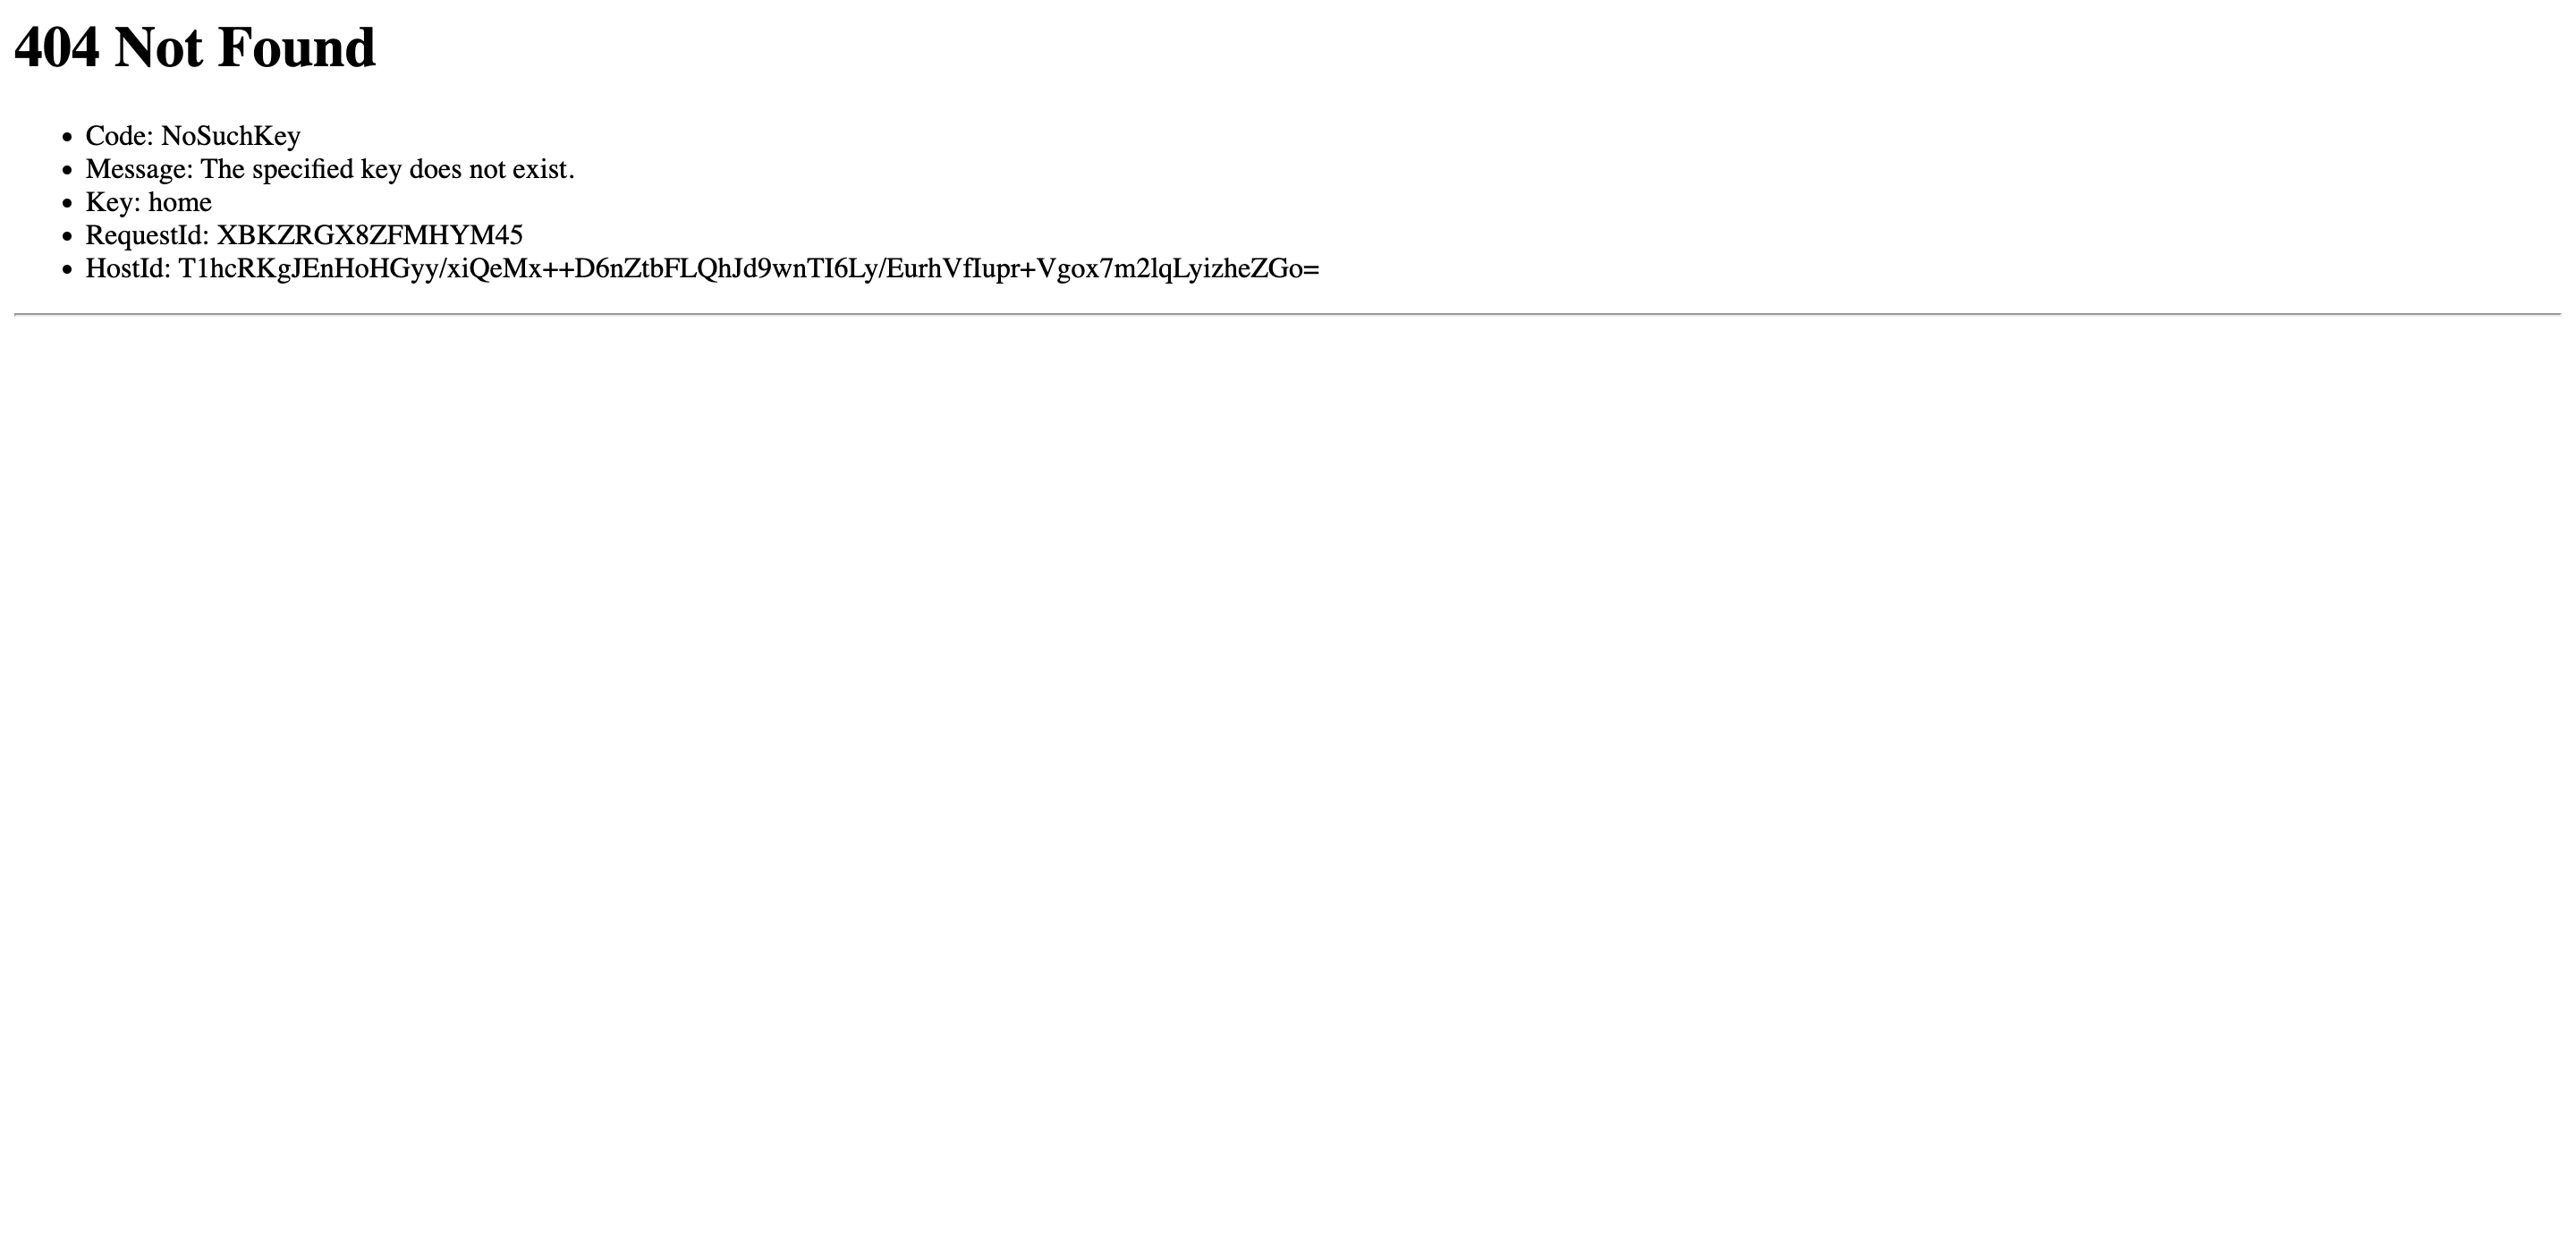 404 Not Found
Code: NoSuchKey
Message: The specified key does not exist.
Key: home
RequestId: XBKZRGX8ZFMHYM45
HostId: T1hcRKgJEnHoHGyy/xiQeMx++D6nZtbFLQhJd9wnTI6Ly/EurhVfIupr+Vgox7m2lqLyizheZGo=